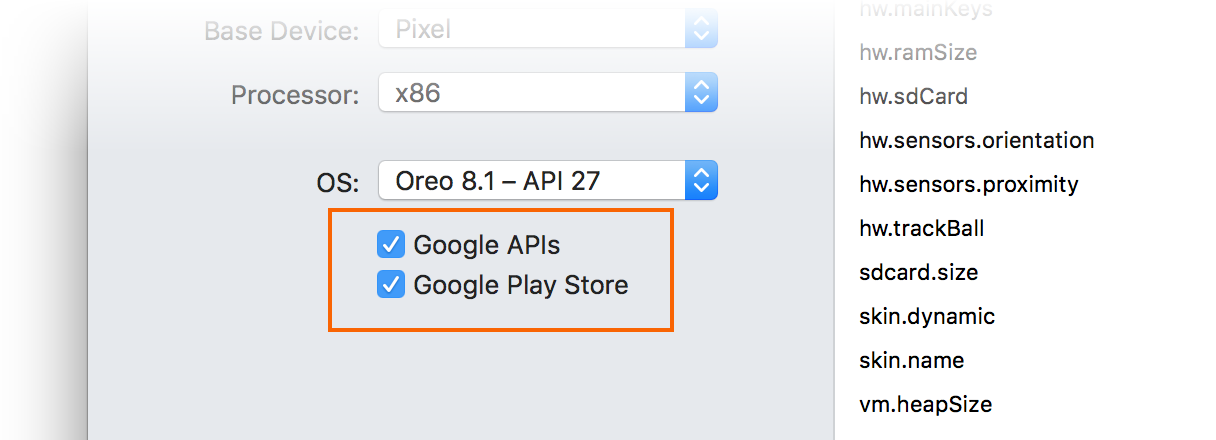 Base Device: Pixel
Processor: x86
OS: Oreo 8.1 – API 27
Google APIs
Google Play Store
hw.mainKeys
hw.ramSize
hw.sdCard
hw.sensors.orientation
hw.sensors.proximity
hw.trackBall
sdcard.size
skin.dynamic
skin.name
vm.heapSize